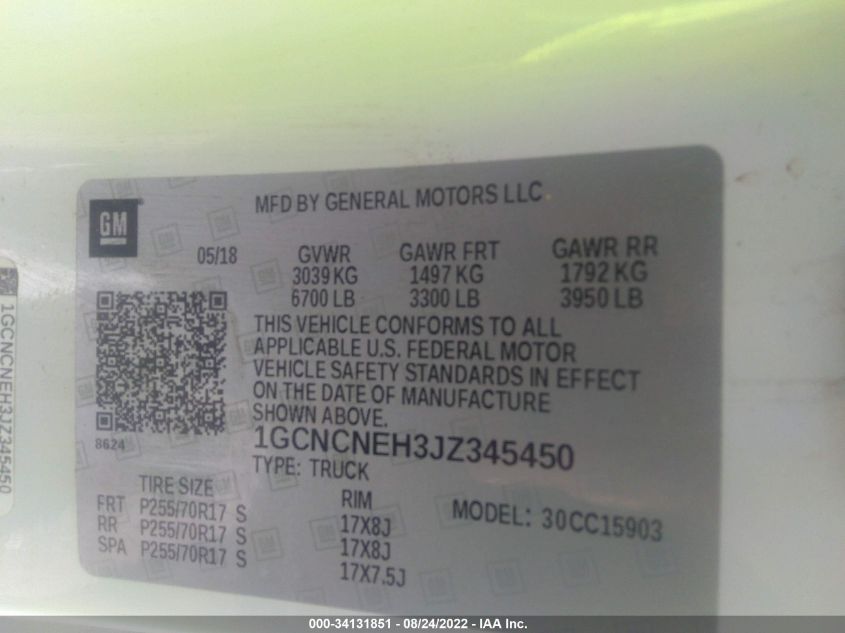 GM
MFD BY GENERAL MOTORS LLC
05/18
GVWR GAWR FRT GAWR RR
3039 KG 1497 KG 1792 KG
6700 LB 3300 LB 3950 LB
THIS VEHICLE CONFORMS TO ALL
APPLICABLE U.S. FEDERAL MOTOR
VEHICLE SAFETY STANDARDS IN EFFECT
ON THE DATE OF MANUFACTURE
SHOWN ABOVE.
8624
1GCNCNEH3JZ345450
TYPE: TRUCK
TIRE SIZE RIM
FRT P255/70R17 S 17X8J
RR P255/70R17 S 17X8J
SPA P255/70R17 S 17X7.5J
MODEL: 30CC15903
1GCNCNEH3JZ345450
000-34131851 - 08/24/2022 - IAA Inc.